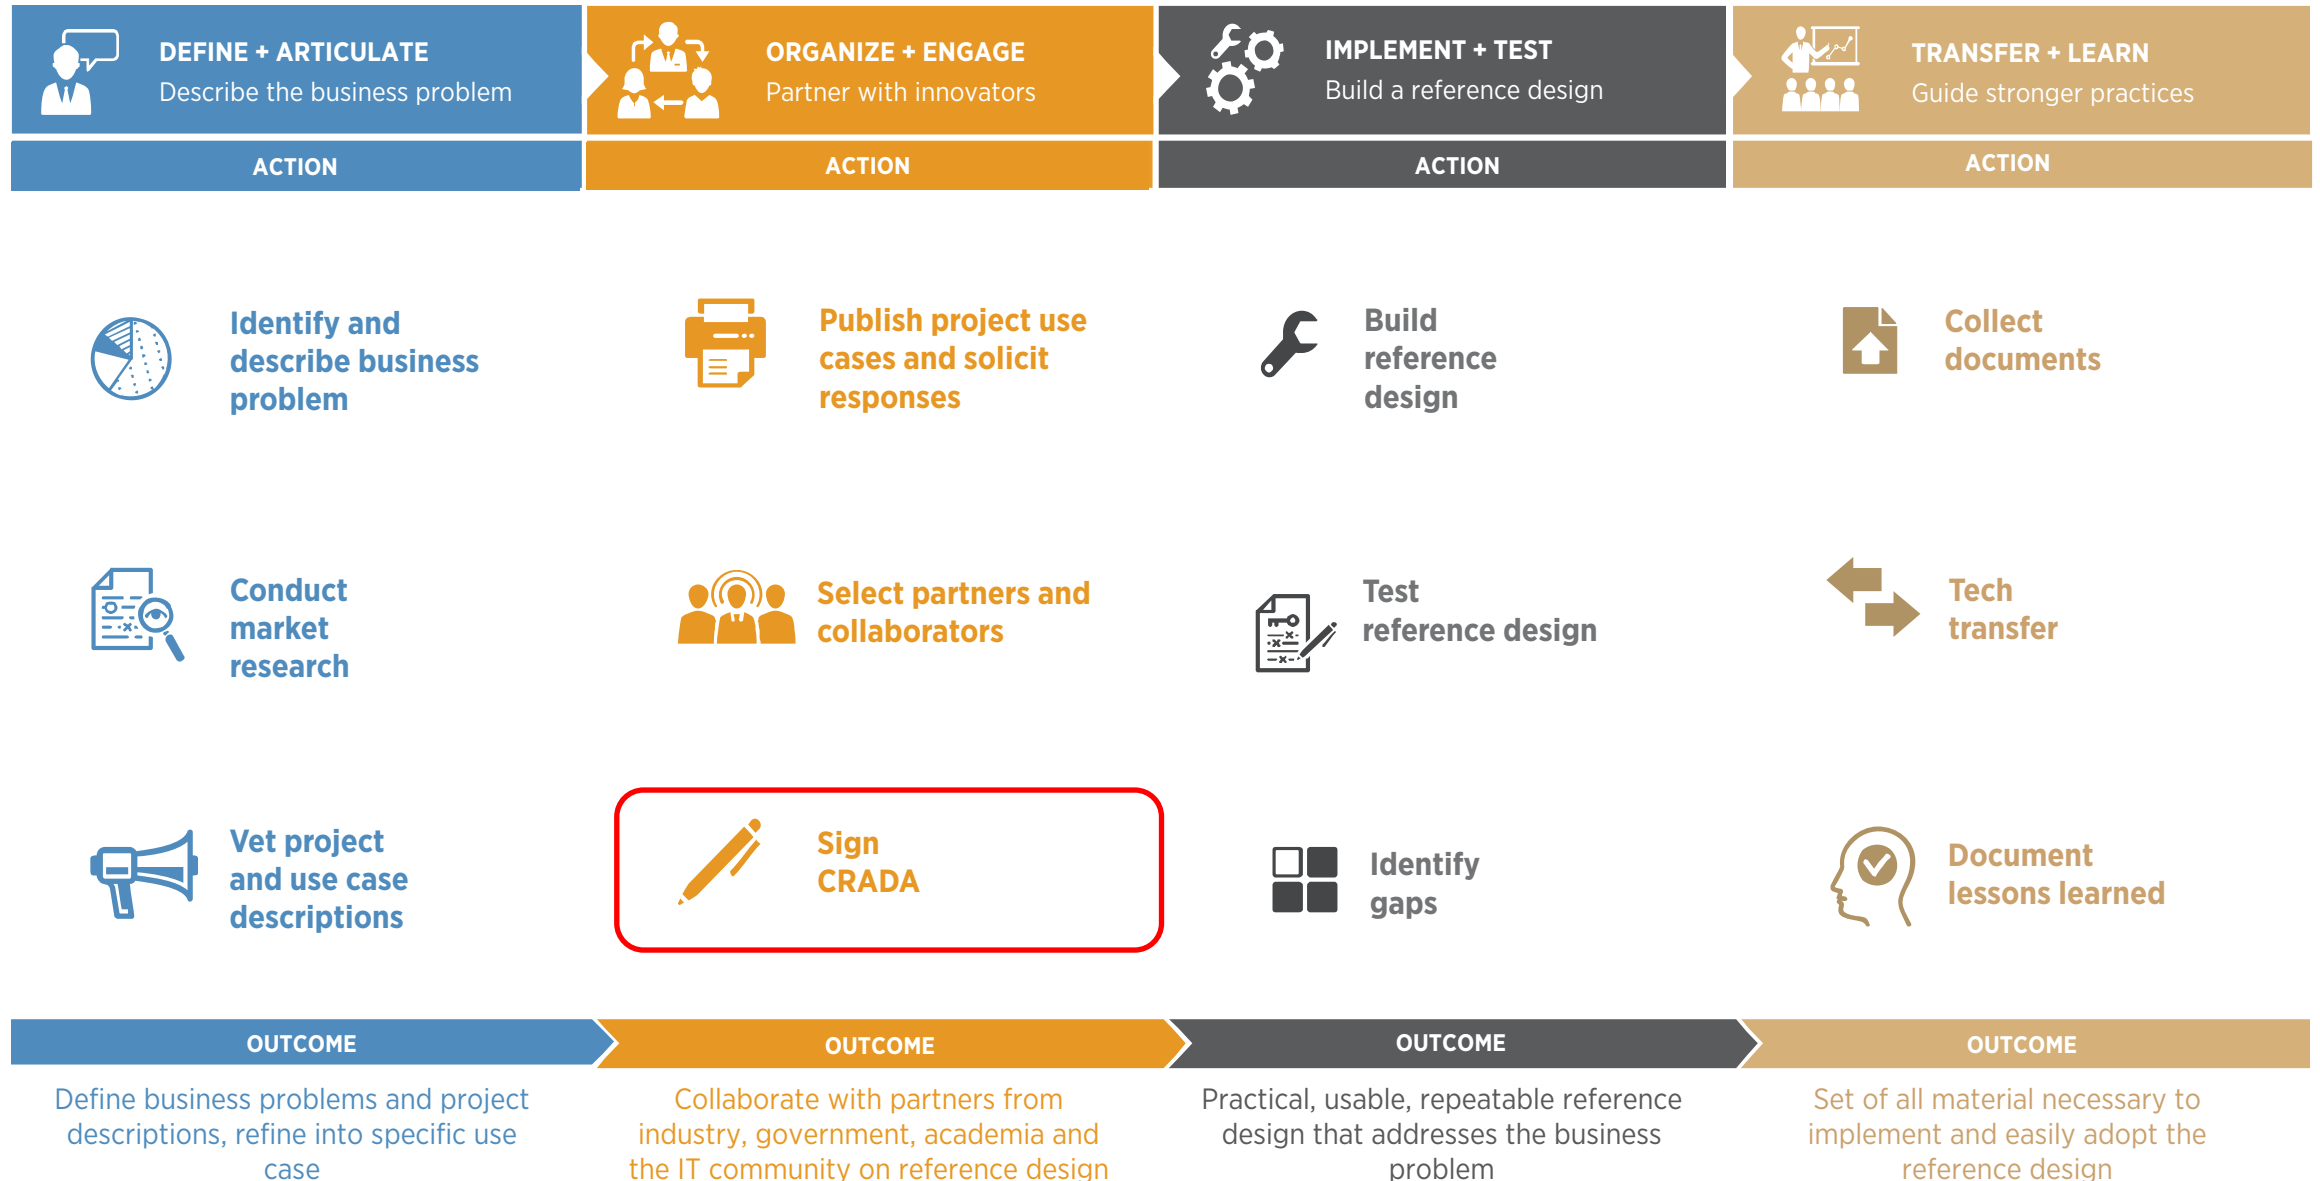 DEFINE + ARTICULATE
Describe the business problem
ORGANIZE + ENGAGE
Partner with innovators
IMPLEMENT + TEST
Build a reference design
TRANSFER + LEARN
Guide stronger practices
ACTION
ACTION
ACTION
ACTION
Identify and
describe business
problem
Publish project use
cases and solicit
responses
Build
reference
design
Collect
documents
Conduct
market
research
Select partners and
collaborators
Test
reference design
Tech
transfer
Vet project
and use case
descriptions
Sign
CRADA
Identify
gaps
Document
lessons learned
OUTCOME
OUTCOME
OUTCOME
OUTCOME
Define business problems and project
descriptions, refine into specific use
case
Collaborate with partners from
industry, government, academia and
the IT community on reference design
Practical, usable, repeatable reference
design that addresses the business
problem
Set of all material necessary to
implement and easily adopt the
reference design